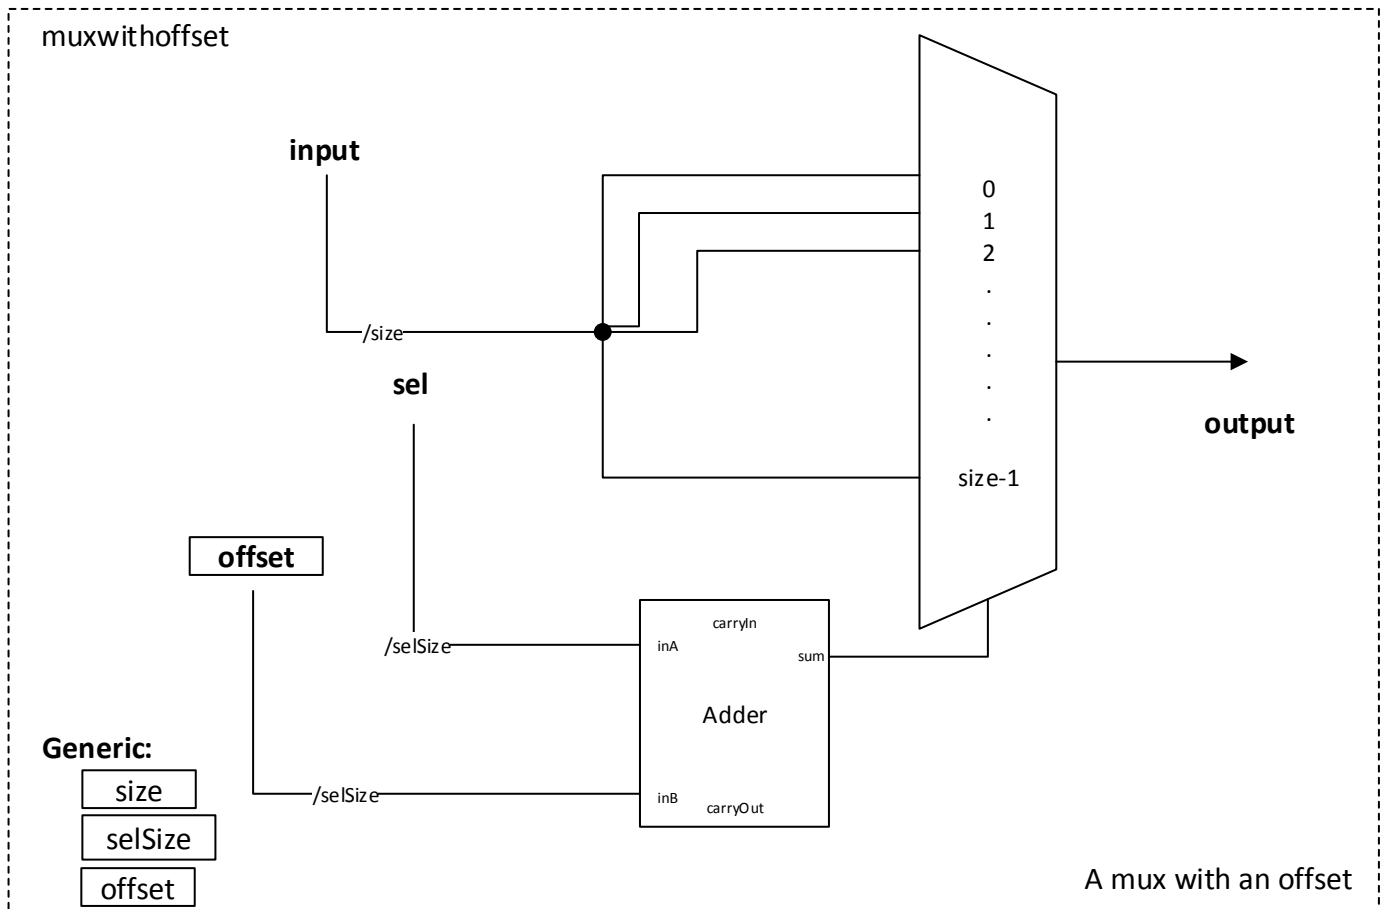 muxwithoffset
input
/size
sel
0
1
2
.
.
.
.
.
size-1
output
offset
/selSize
/selSize
carryIn
inA
sum
Adder
inB
carryOut
Generic:
size
selSize
offset
A mux with an offset